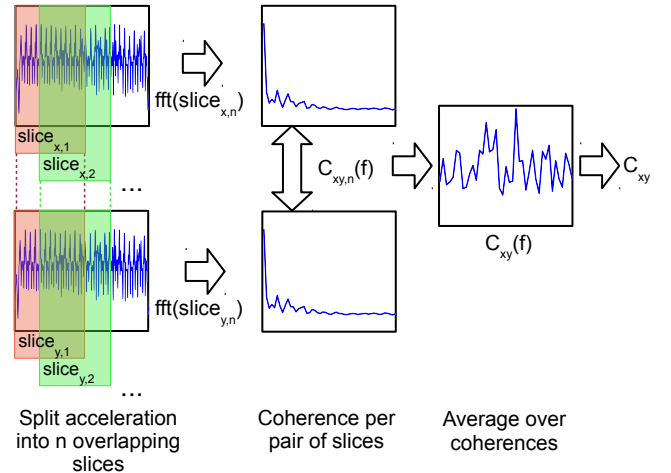 slice_x,1
slice_x,2
...
fft(slice_x,n)
C_xy,n(f)
C_xy(f)
C_xy
slice_y,1
slice_y,2
...
fft(slice_y,n)
Split acceleration
into n overlapping
slices
Coherence per
pair of slices
Average over
coherences